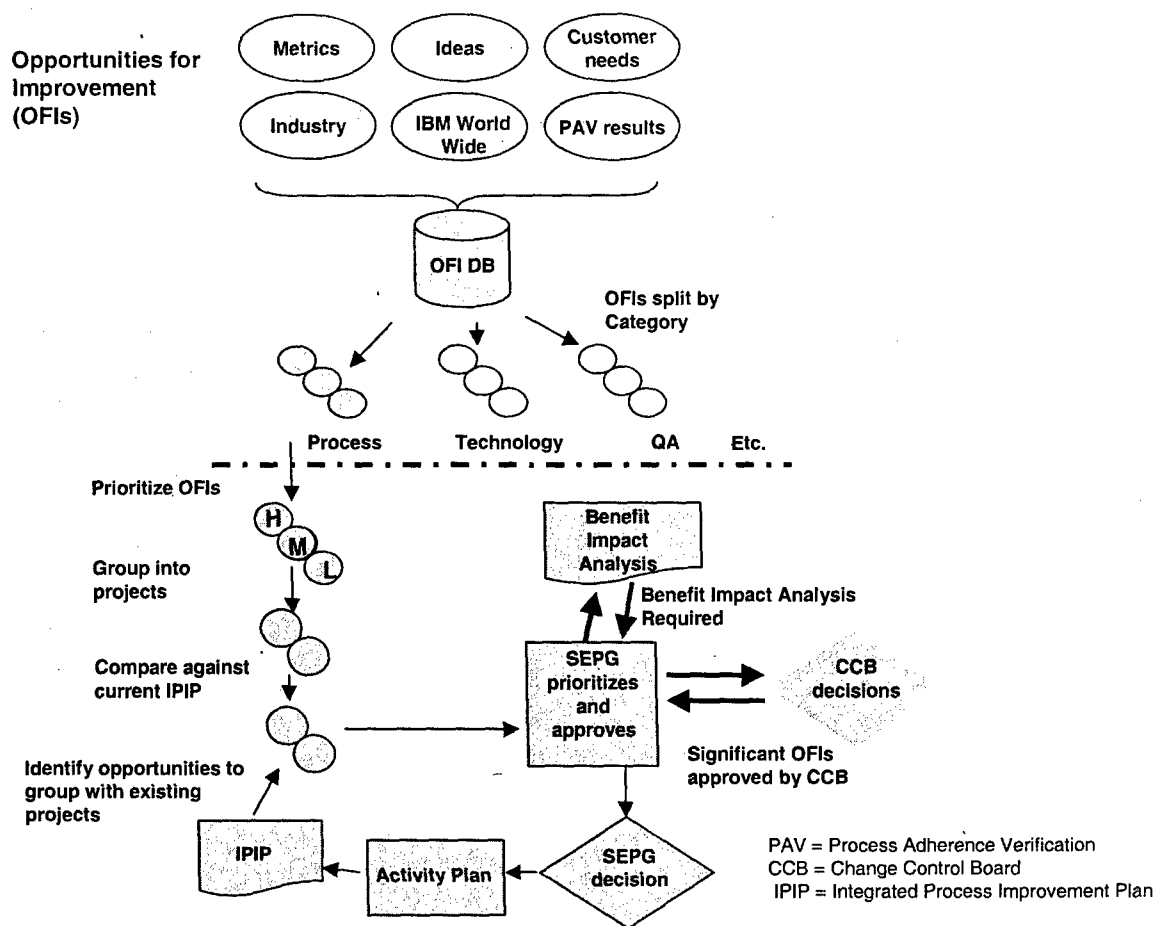 Opportunities for
Improvement
(OFIs)
Metrics
Ideas
Customer
needs
Industry
IBM World
Wide
PAV results
OFI DB
OFIs split by
Category
Process
Technology
QA
Etc.
Prioritize OFIs
H
M
L
Benefit
Impact
Analysis
Group into
projects
Benefit Impact Analysis
Required
Compare against
current IPIP
SEPG
prioritizes
and
approves
CCB
decisions
Significant OFIs
approved by CCB
Identify opportunities to
group with existing
projects
IPIP
Activity Plan
SEPG
decision
PAV = Process Adherence Verification
CCB = Change Control Board
IPIP = Integrated Process Improvement Plan